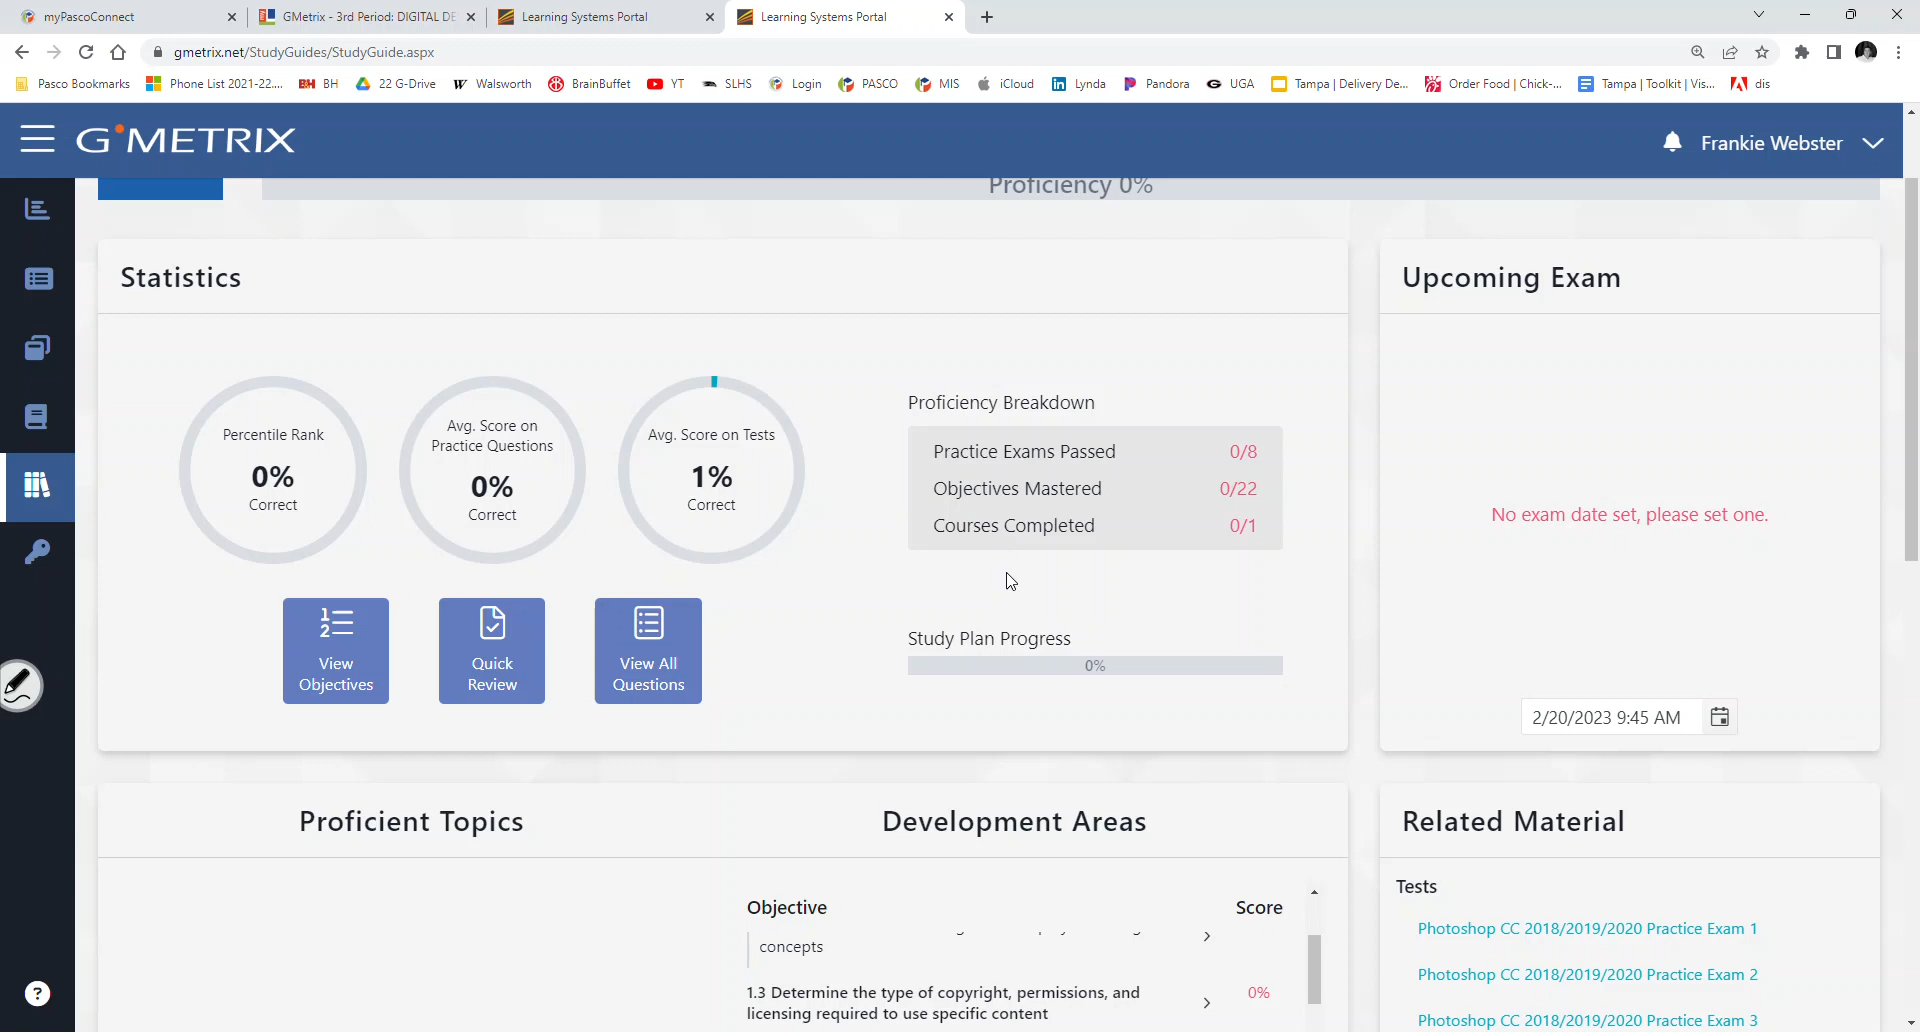 myPascoConnect
GMetrix - 3rd Period: DIGITAL DE
Learning Systems Portal
Learning Systems Portal
gmetrix.net/StudyGuides/StudyGuide.aspx
Pasco Bookmarks
Phone List 2021-22....
BH BH
22 G-Drive
W Walsworth
BrainBuffet
YT
SLHS
Login
PASCO
MIS
iCloud
in Lynda
Pandora
G UGA
Tampa | Delivery De...
Order Food | Chick-...
Tampa | Toolkit | Vis...
dis
G METRIX
Frankie Webster
Proficiency 0%
Statistics
Percentile Rank
0%
Correct
Avg. Score on
Practice Questions
0%
Correct
Avg. Score on Tests
1%
Correct
View
Objectives
Quick
Review
View All
Questions
Proficiency Breakdown
Practice Exams Passed 0/8
Objectives Mastered 0/22
Courses Completed 0/1
Study Plan Progress
0%
Upcoming Exam
No exam date set, please set one.
2/20/2023 9:45 AM
Proficient Topics
Development Areas
Objective Score
concepts
1.3 Determine the type of copyright, permissions, and 0%
licensing required to use specific content
Related Material
Tests
Photoshop CC 2018/2019/2020 Practice Exam 1
Photoshop CC 2018/2019/2020 Practice Exam 2
Photoshop CC 2018/2019/2020 Practice Exam 3
?